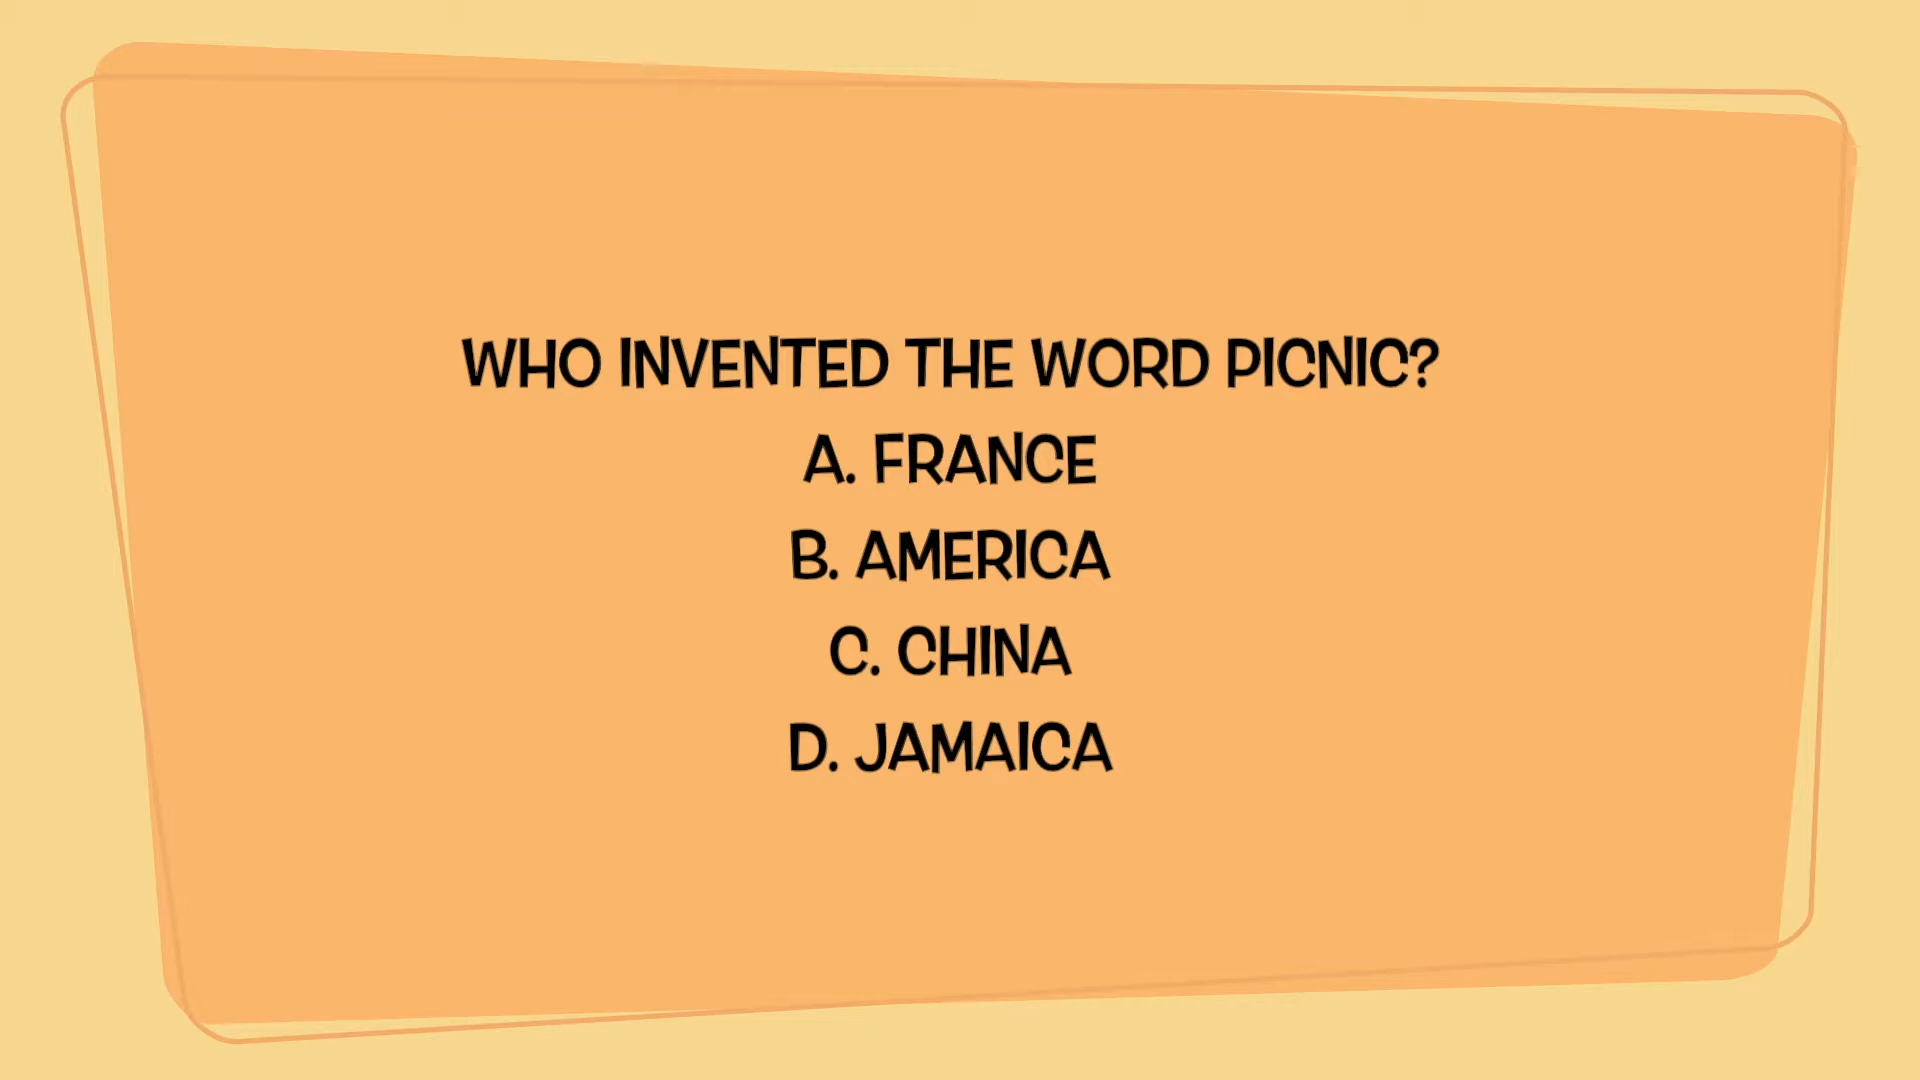 WHO INVENTED THE WORD PICNIC?
A. FRANCE
B. AMERICA
C. CHINA
D. JAMAICA